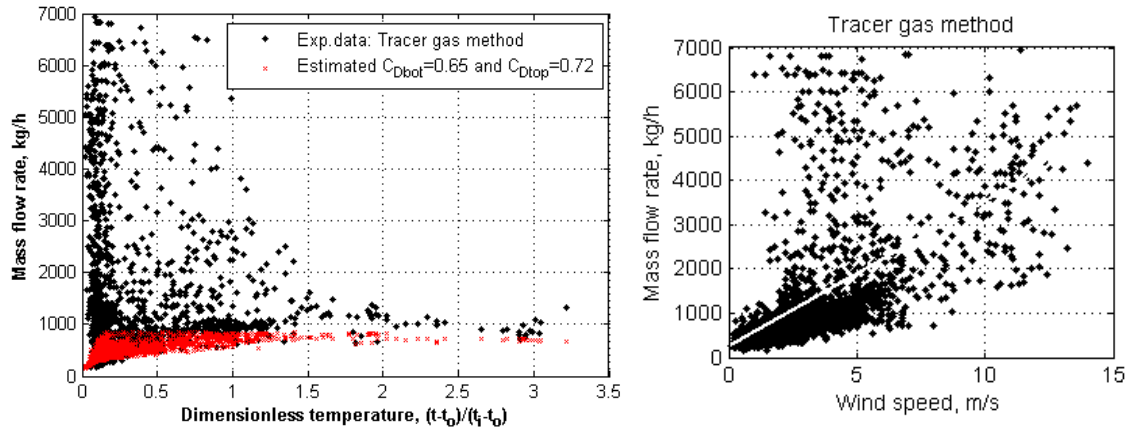 Exp.data: Tracer gas method
Estimated C_Dbot=0.65 and C_Dtop=0.72
7000
6000
5000
4000
3000
2000
1000
0
Mass flow rate, kg/h
0 0.5 1 1.5 2 2.5 3 3.5
Dimensionless temperature, (t-t_o)/(t_i-t_o)
Tracer gas method
7000
6000
5000
4000
3000
2000
1000
0
Mass flow rate, kg/h
0 5 10 15
Wind speed, m/s